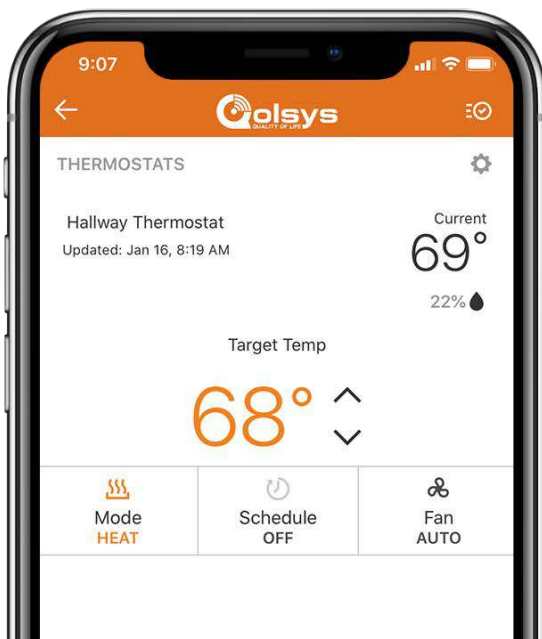 9:07
Qolsys
QUALITY OF LIFE
THERMOSTATS
Hallway Thermostat
Updated: Jan 16, 8:19 AM
Current
69°
22%
Target Temp
68°
Mode
HEAT
Schedule
OFF
Fan
AUTO